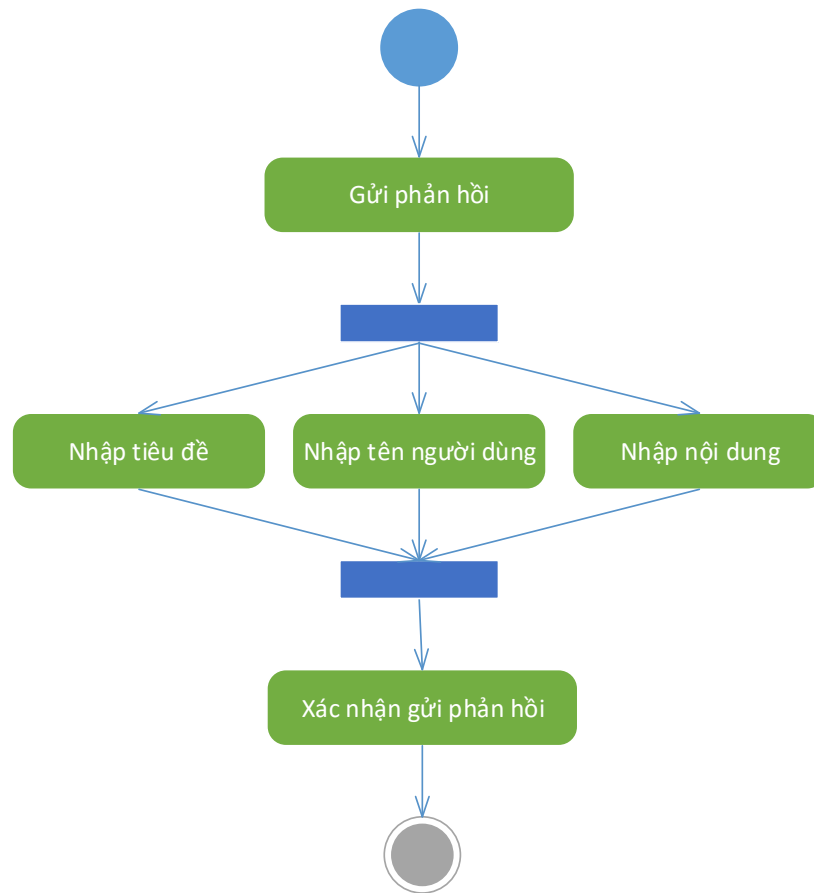 Gửi phản hồi
Nhập tiêu đề
Nhập tên người dùng
Nhập nội dung
Xác nhận gửi phản hồi